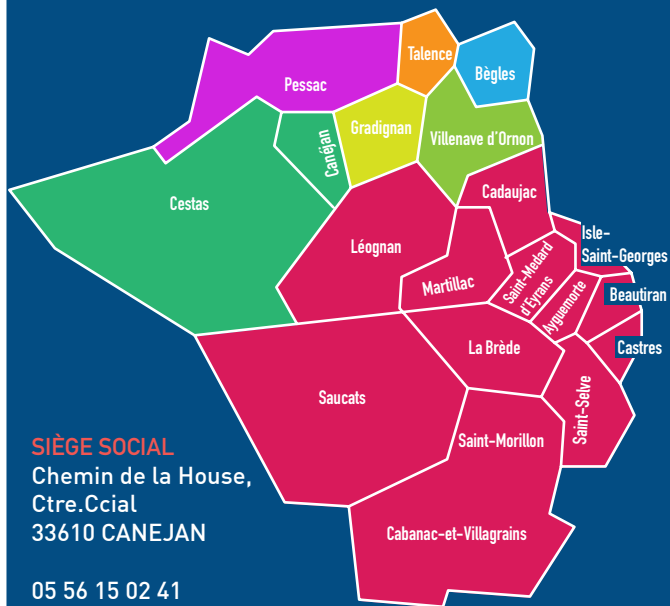 Talence
Bègles
Pessac
Gradignan
Villenave d'Ornon
Canéjan
Cestas
Cadaujac
Léognan
Isle-
Saint-Georges
Martillac
Saint-Medard
d'Eyrans
Ayguemorte
Beautiran
La Brède
Castres
Saucats
Saint-Selve
Saint-Morillon
Cabanac-et-Villagrains
SIÈGE SOCIAL
Chemin de la House,
Ctre.Ccial
33610 CANEJAN
05 56 15 02 41